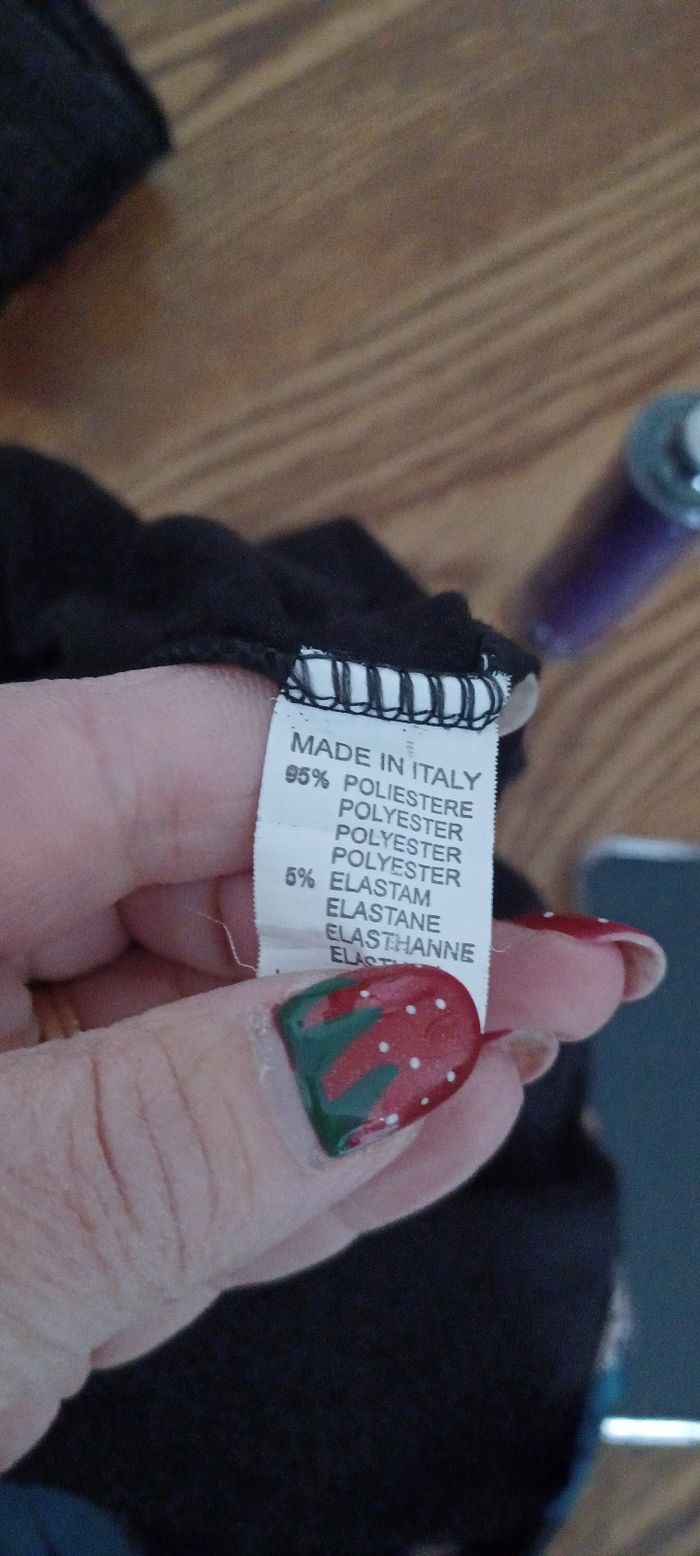 MADE IN ITALY
95% POLIESTERE
POLYESTER
POLYESTER
POLYESTER
5% ELASTAM
ELASTANE
ELASTHANNE